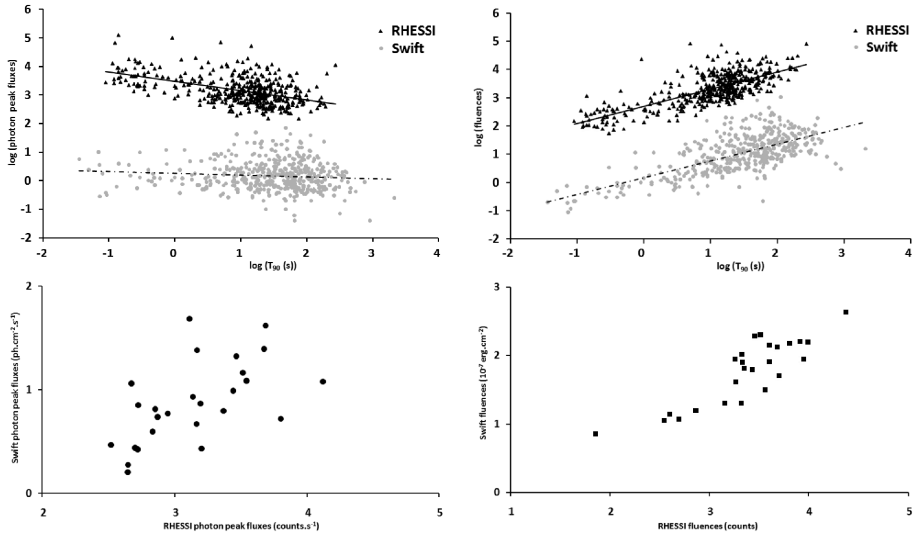 6
5
4
3
2
1
0
-1
-2
-2 -1 0 1 2 3 4
log (photon peak fluxes)
log (T90 (s))
RHESSI
Swift
6
5
4
3
2
1
0
-1
-2
-2 -1 0 1 2 3 4
log (fluences)
log (T90 (s))
RHESSI
Swift
2
1
0
2 3 4 5
Swift photon peak fluxes (ph.cm-2.s-1)
RHESSI photon peak fluxes (counts.s-1)
3
2
1
0
1 2 3 4 5
Swift fluences (10-7 erg.cm-2)
RHESSI fluences (counts)